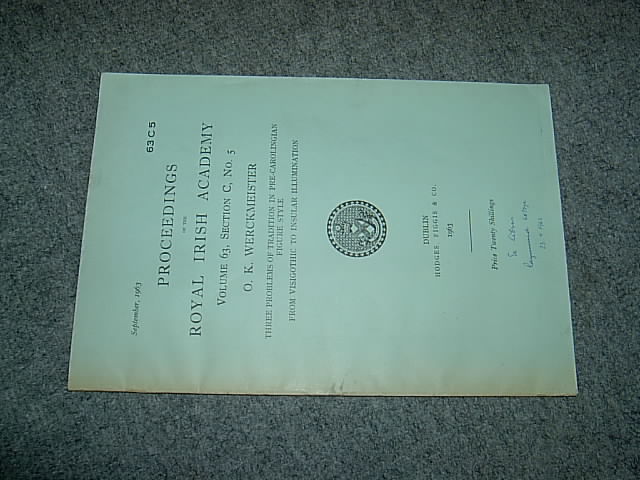 September, 1963
63 C 5
PROCEEDINGS
OF THE
ROYAL IRISH ACADEMY
VOLUME 63, SECTION C, NO. 5
O. K. WERCKMEISTER
THREE PROBLEMS OF TRADITION IN PRE-CAROLINGIAN
FIGURE STYLE
FROM VISIGOTHIC TO INSULAR ILLUMINATION
DUBLIN
HODGES, FIGGIS & CO.
1963
Price Twenty Shillings